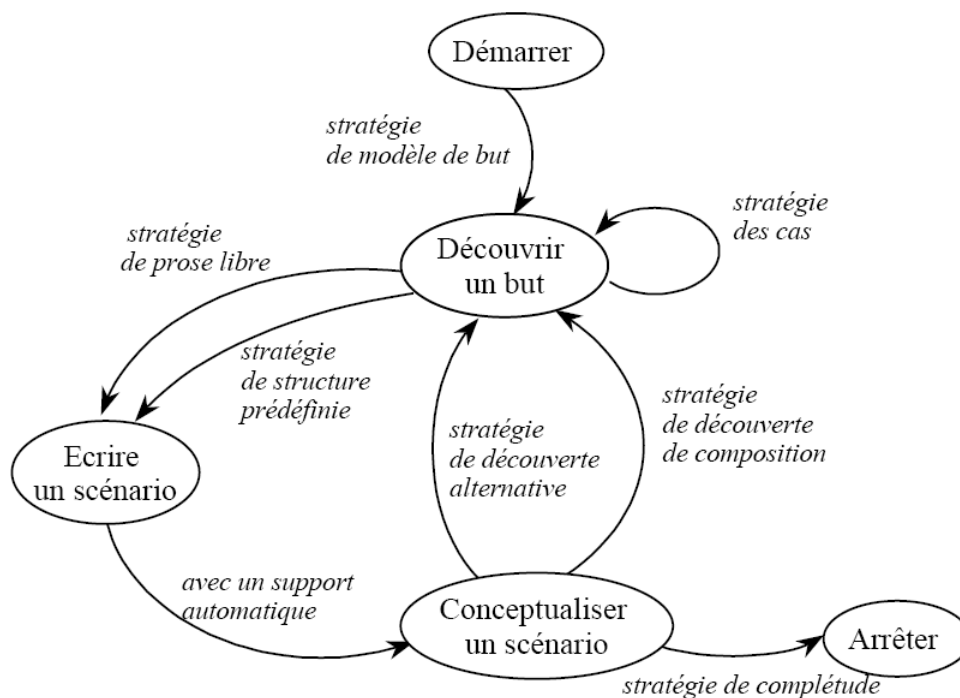 Démarrer
stratégie
de modèle de but
stratégie
des cas
Découvrir
un but
stratégie
de prose libre
stratégie
de structure
prédéfinie
stratégie
de découverte
alternative
stratégie
de découverte
de composition
Ecrire
un scénario
avec un support
automatique
Conceptualiser
un scénario
Arrêter
stratégie de complétude